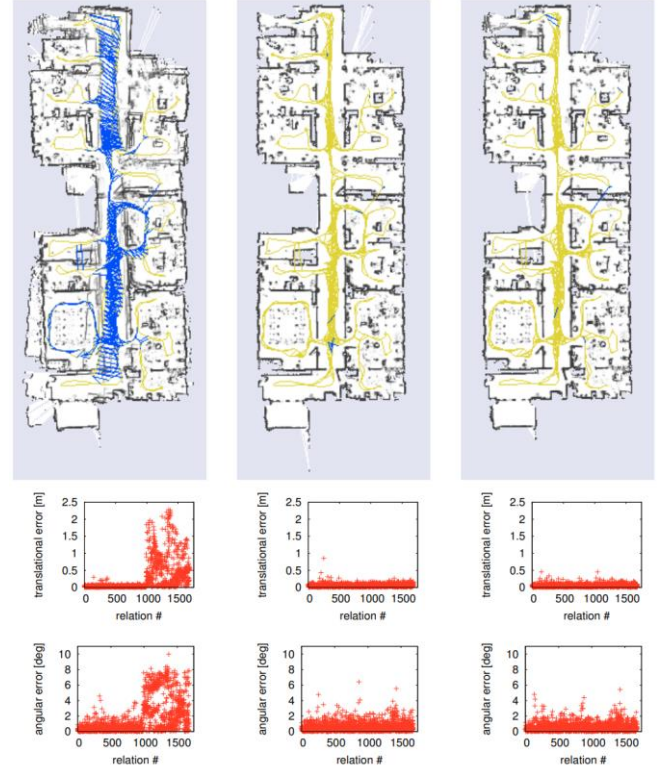 2.5 2.5 2.5
2 2 2
1.5 1.5 1.5
1 1 1
0.5 0.5 0.5
0 0 0
translational error [m] translational error [m] translational error [m]
0 500 1000 1500 0 500 1000 1500 0 500 1000 1500
relation # relation # relation #
10 10 10
8 8 8
6 6 6
4 4 4
2 2 2
0 0 0
angular error [deg] angular error [deg] angular error [deg]
0 500 1000 1500 0 500 1000 1500 0 500 1000 1500
relation # relation # relation #